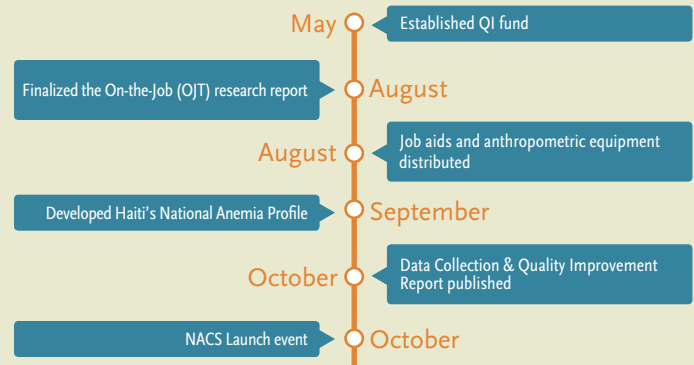 May
Established QI fund
Finalized the On-the-Job (OJT) research report
August
August
Job aids and anthropometric equipment
distributed
Developed Haiti's National Anemia Profile
September
October
Data Collection & Quality Improvement
Report published
NACS Launch event
October